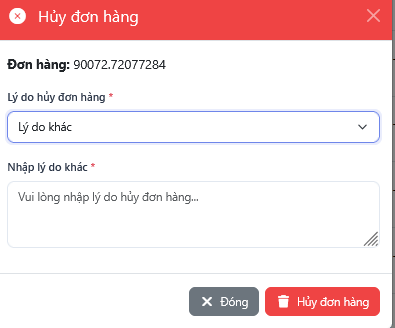 Hủy đơn hàng
Đơn hàng: 90072.72077284
Lý do hủy đơn hàng *
Lý do khác
Nhập lý do khác *
Vui lòng nhập lý do hủy đơn hàng...
Đóng
Hủy đơn hàng